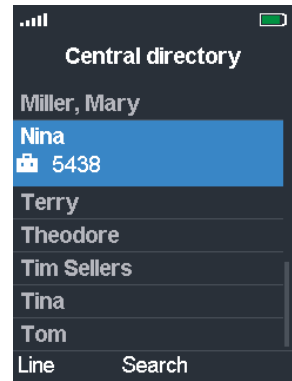 Central directory
Miller, Mary
Nina
5438
Terry
Theodore
Tim Sellers
Tina
Tom
Line Search